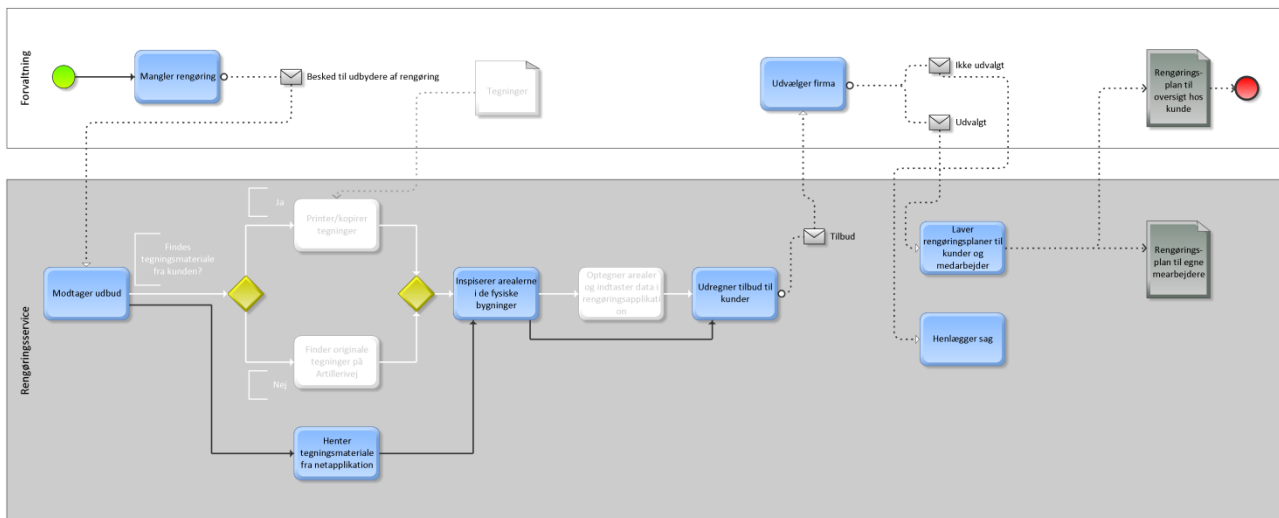 Forvaltning
Mangler rengøring
Besked til udbydere af rengøring
Tegninger
Udvælger firma
Ikke udvalgt
Udvalgt
Rengørings-
plan til
oversigt hos
kunde
Rengøringsservice
Modtager udbud
Findes
tegningsmateriale
fra kunden?
Ja
Printer/kopirer
tegninger
Nej
Finder originale
tegninger på
Artillerivej
Henter
tegningsmateriale
fra netapplikation
Inspiserer arealerne
i de fysiske
bygninger
Optegner arealer
og indtaster data i
rengøringsapplikati
on
Udregner tilbud til
kunder
Tilbud
Laver
rengøringsplaner til
kunder og
medarbejder
Henlægger sag
Rengørings-
plan til egne
mearbejdere